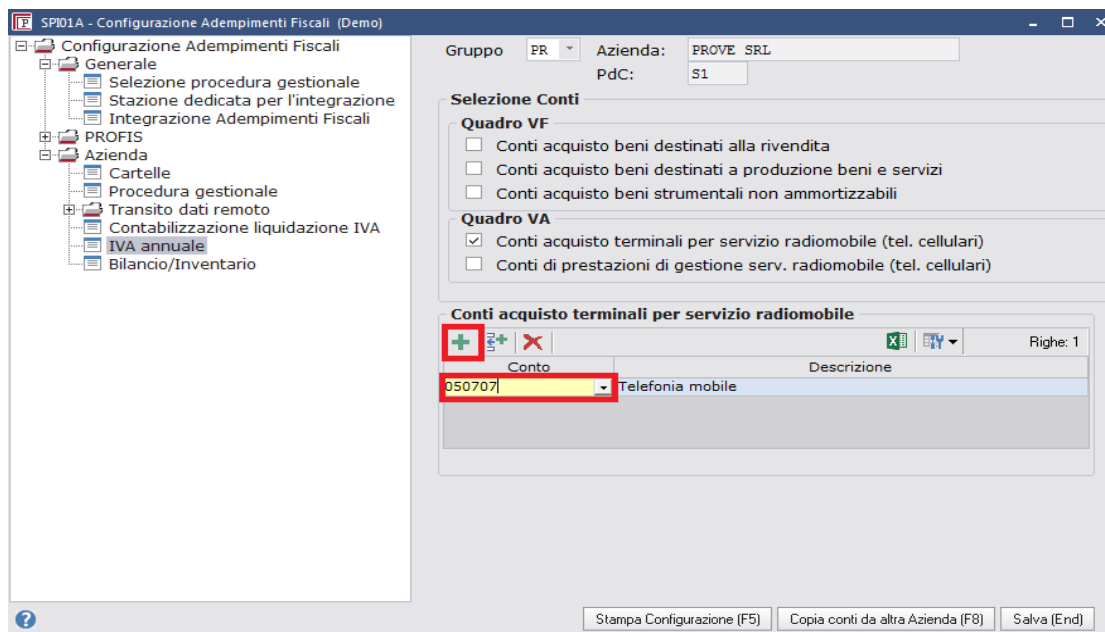 SPI01A - Configurazione Adempimenti Fiscali (Demo)
Configurazione Adempimenti Fiscali
Generale
Selezione procedura gestionale
Stazione dedicata per l'integrazione
Integrazione Adempimenti Fiscali
PROFIS
Azienda
Cartelle
Procedura gestionale
Transito dati remoto
Contabilizzazione liquidazione IVA
IVA annuale
Bilancio/Inventario
Gruppo PR Azienda: PROVE SRL
PdC: S1
Selezione Conti
Quadro VF
Conti acquisto beni destinati alla rivendita
Conti acquisto beni destinati a produzione beni e servizi
Conti acquisto beni strumentali non ammortizzabili
Quadro VA
Conti acquisto terminali per servizio radiomobile (tel. cellulari)
Conti di prestazioni di gestione serv. radiomobile (tel. cellulari)
Conti acquisto terminali per servizio radiomobile
Righe: 1
Conto Descrizione
050707 Telefonia mobile
Stampa Configurazione (F5) Copia conti da altra Azienda (F8) Salva (End)